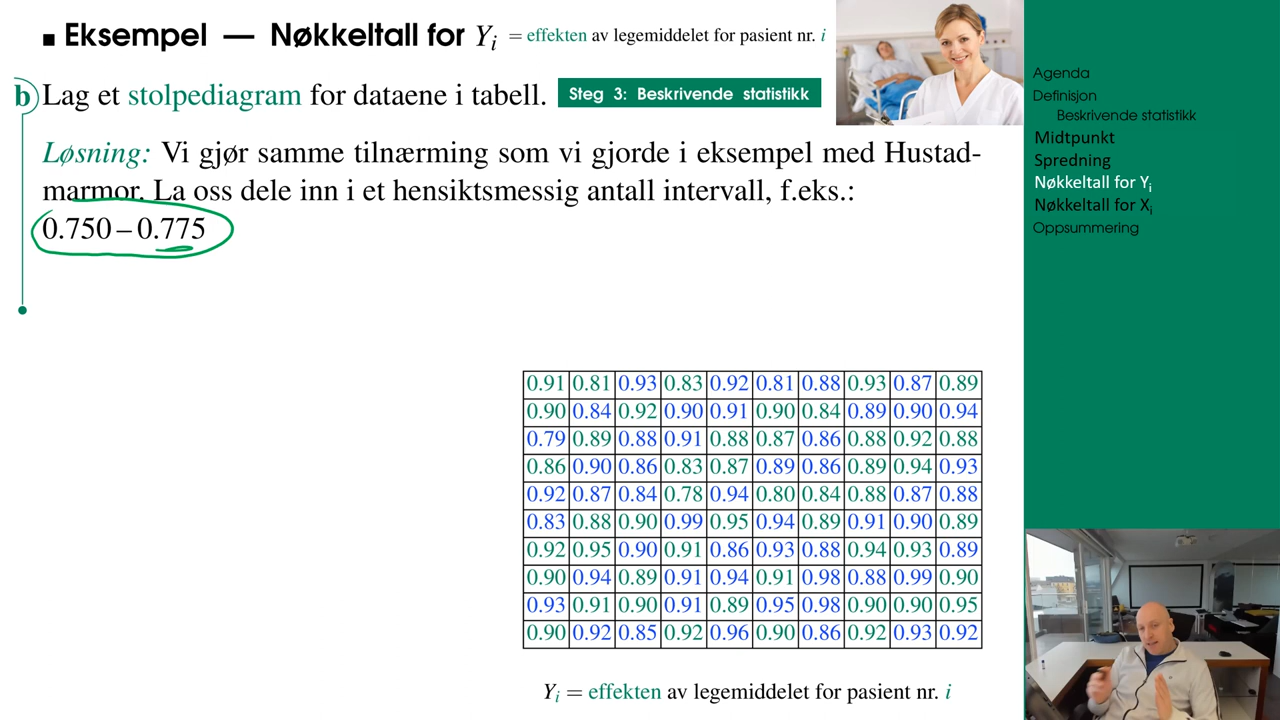 Eksempel — Nøkkeltall for Yi = effekten av legemiddelet for pasient nr. i
b Lag et stolpediagram for dataene i tabell. Steg 3: Beskrivende statistikk
Løsning: Vi gjør samme tilnærming som vi gjorde i eksempel med Hustad-
marmor. La oss dele inn i et hensiktsmessig antall intervall, f.eks.:
0.750 – 0.775
0.91 0.81 0.93 0.83 0.92 0.81 0.88 0.93 0.87 0.89
0.90 0.84 0.92 0.90 0.91 0.90 0.84 0.89 0.90 0.94
0.79 0.89 0.88 0.91 0.88 0.87 0.86 0.88 0.92 0.88
0.86 0.90 0.86 0.83 0.87 0.89 0.86 0.89 0.94 0.93
0.92 0.87 0.84 0.78 0.94 0.80 0.84 0.88 0.87 0.88
0.83 0.88 0.90 0.99 0.95 0.94 0.89 0.91 0.90 0.89
0.92 0.95 0.90 0.91 0.86 0.93 0.88 0.94 0.93 0.89
0.90 0.94 0.89 0.91 0.94 0.91 0.98 0.88 0.99 0.90
0.93 0.91 0.90 0.91 0.89 0.95 0.98 0.90 0.90 0.95
0.90 0.92 0.85 0.92 0.96 0.90 0.86 0.92 0.93 0.92
Yi = effekten av legemiddelet for pasient nr. i
Agenda
Definisjon
Beskrivende statistikk
Midtpunkt
Spredning
Nøkkeltall for Yi
Nøkkeltall for Xi
Oppsummering